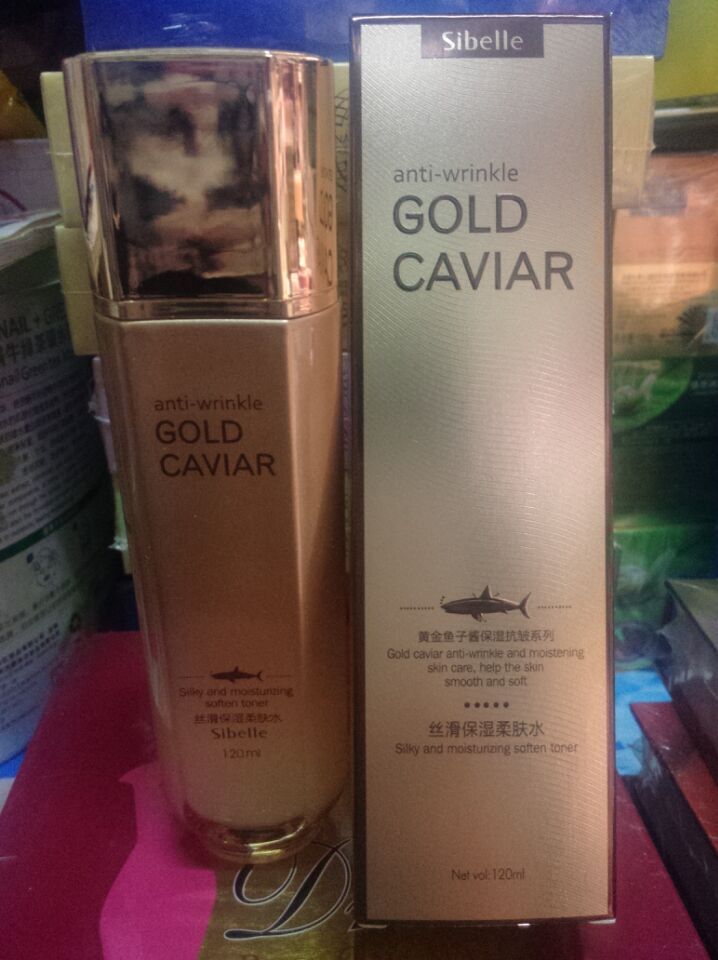 Sibelle
anti-wrinkle
GOLD
CAVIAR
黄金鱼子酱保湿抗皱系列
Gold caviar anti-wrinkle and moistening
skin care, help the skin
smooth and soft
丝滑保湿柔肤水
Silky and moisturizing soften toner
Net vol:120ml
anti-wrinkle
GOLD
CAVIAR
Silky and moisturizing
soften toner
丝滑保湿柔肤水
Sibelle
120ml